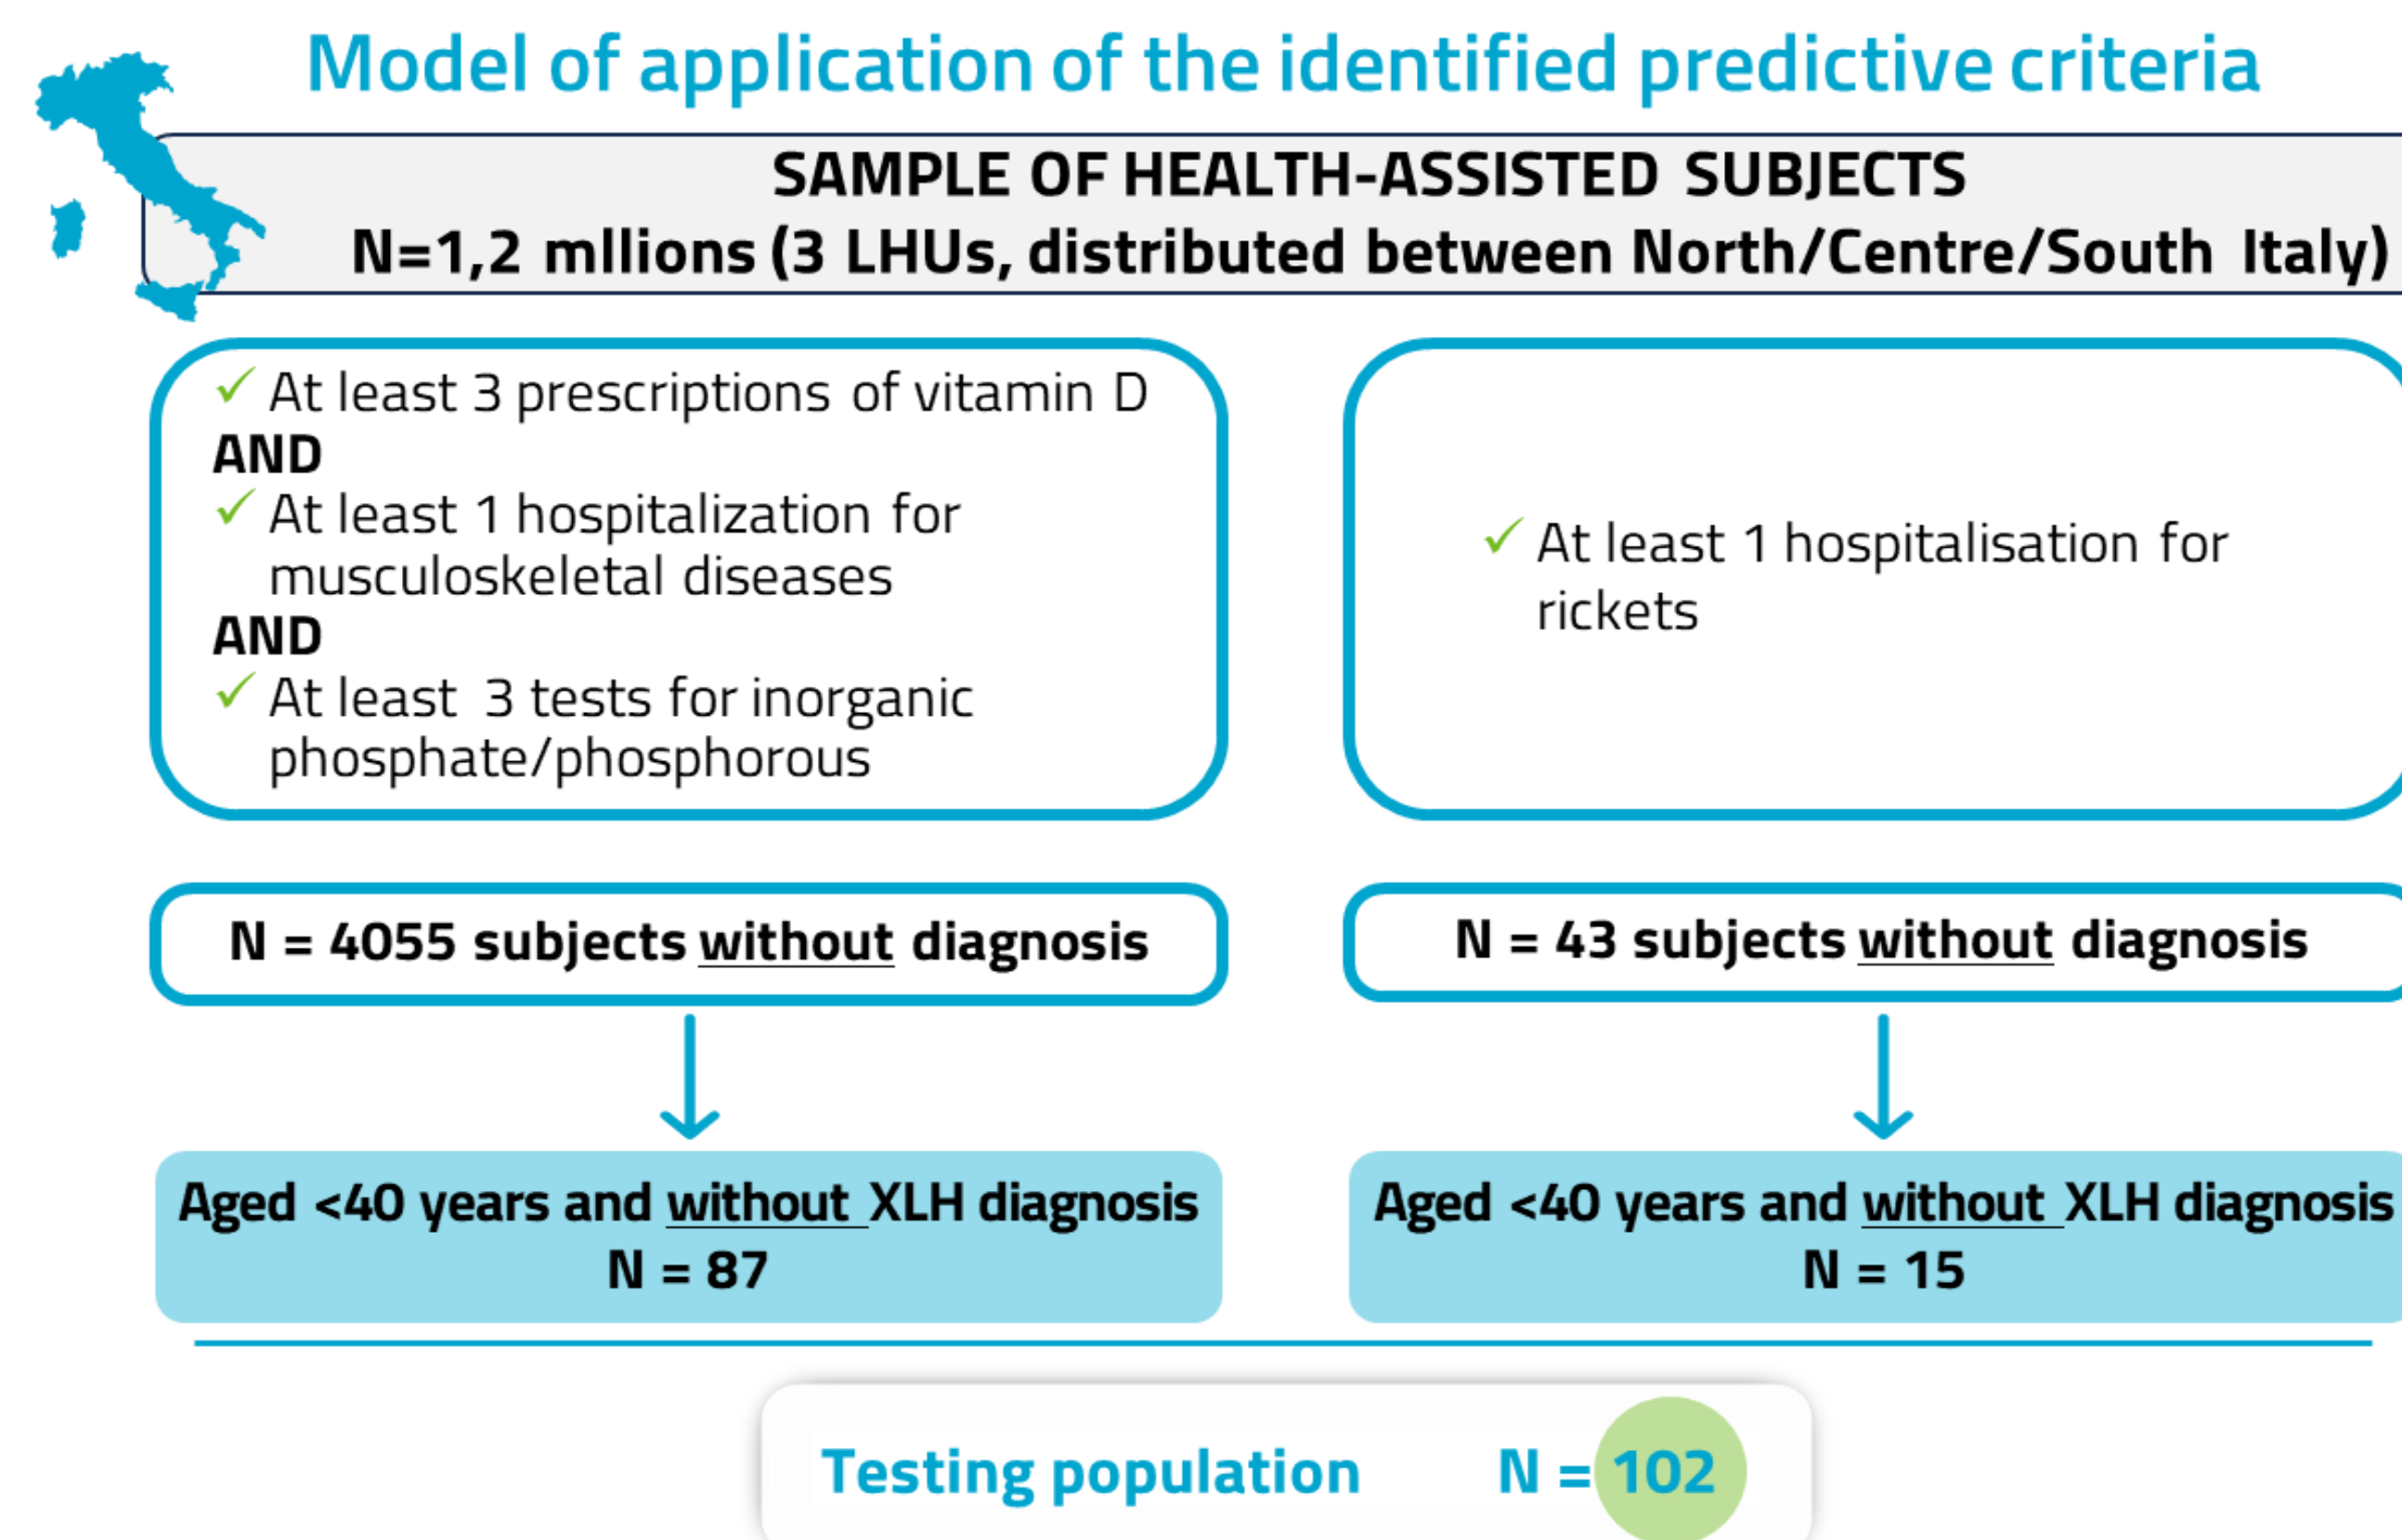 Model of application of the identified predictive criteria
SAMPLE OF HEALTH-ASSISTED SUBJECTS
N=1,2 mllions (3 LHUs, distributed between North/Centre/South Italy)
At least 3 prescriptions of vitamin D
AND
At least 1 hospitalization for
musculoskeletal diseases
AND
At least 3 tests for inorganic
phosphate/phosphorous
At least 1 hospitalisation for
rickets
N = 4055 subjects without diagnosis
N = 43 subjects without diagnosis
Aged <40 years and without XLH diagnosis
N = 87
Aged <40 years and without XLH diagnosis
N = 15
Testing population N = 102